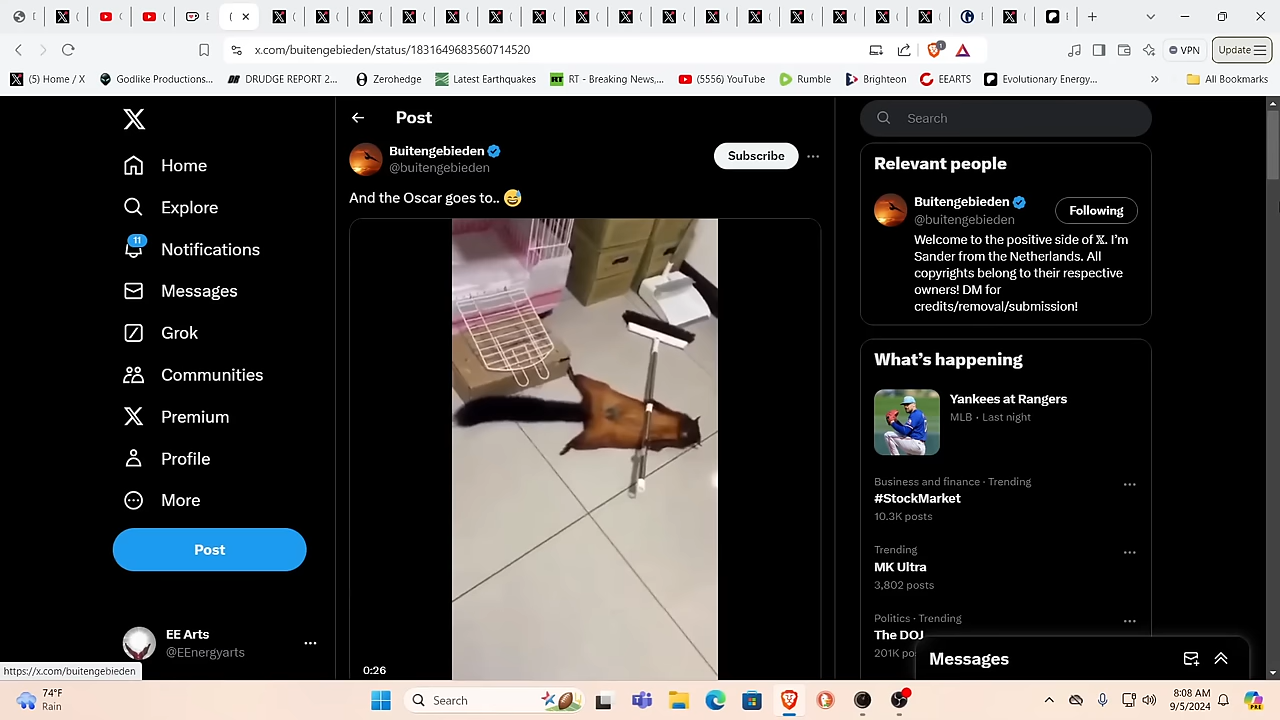 x.com/buitengebieden/status/1831649683560714520
VPN
Update
(5) Home / X
Godlike Productions...
DRUDGE REPORT 2...
Zerohedge
Latest Earthquakes
RT - Breaking News,...
(5556) YouTube
Rumble
Brighteon
EEARTS
Evolutionary Energy...
All Bookmarks
Home
Explore
11
Notifications
Messages
Grok
Communities
Premium
Profile
More
Post
EE Arts
@EEnergyarts
https://x.com/buitengebieden
Post
Buitengebieden
@buitengebieden
Subscribe
And the Oscar goes to.. 😅
0:26
Search
Relevant people
Buitengebieden
@buitengebieden
Following
Welcome to the positive side of 𝕏. I'm
Sander from the Netherlands. All
copyrights belong to their respective
owners! DM for
credits/removal/submission!
What's happening
Yankees at Rangers
MLB · Last night
Business and finance · Trending
#StockMarket
10.3K posts
Trending
MK Ultra
3,802 posts
Politics · Trending
The DOJ
201K po
Messages
74°F
Rain
Search
8:08 AM
9/5/2024